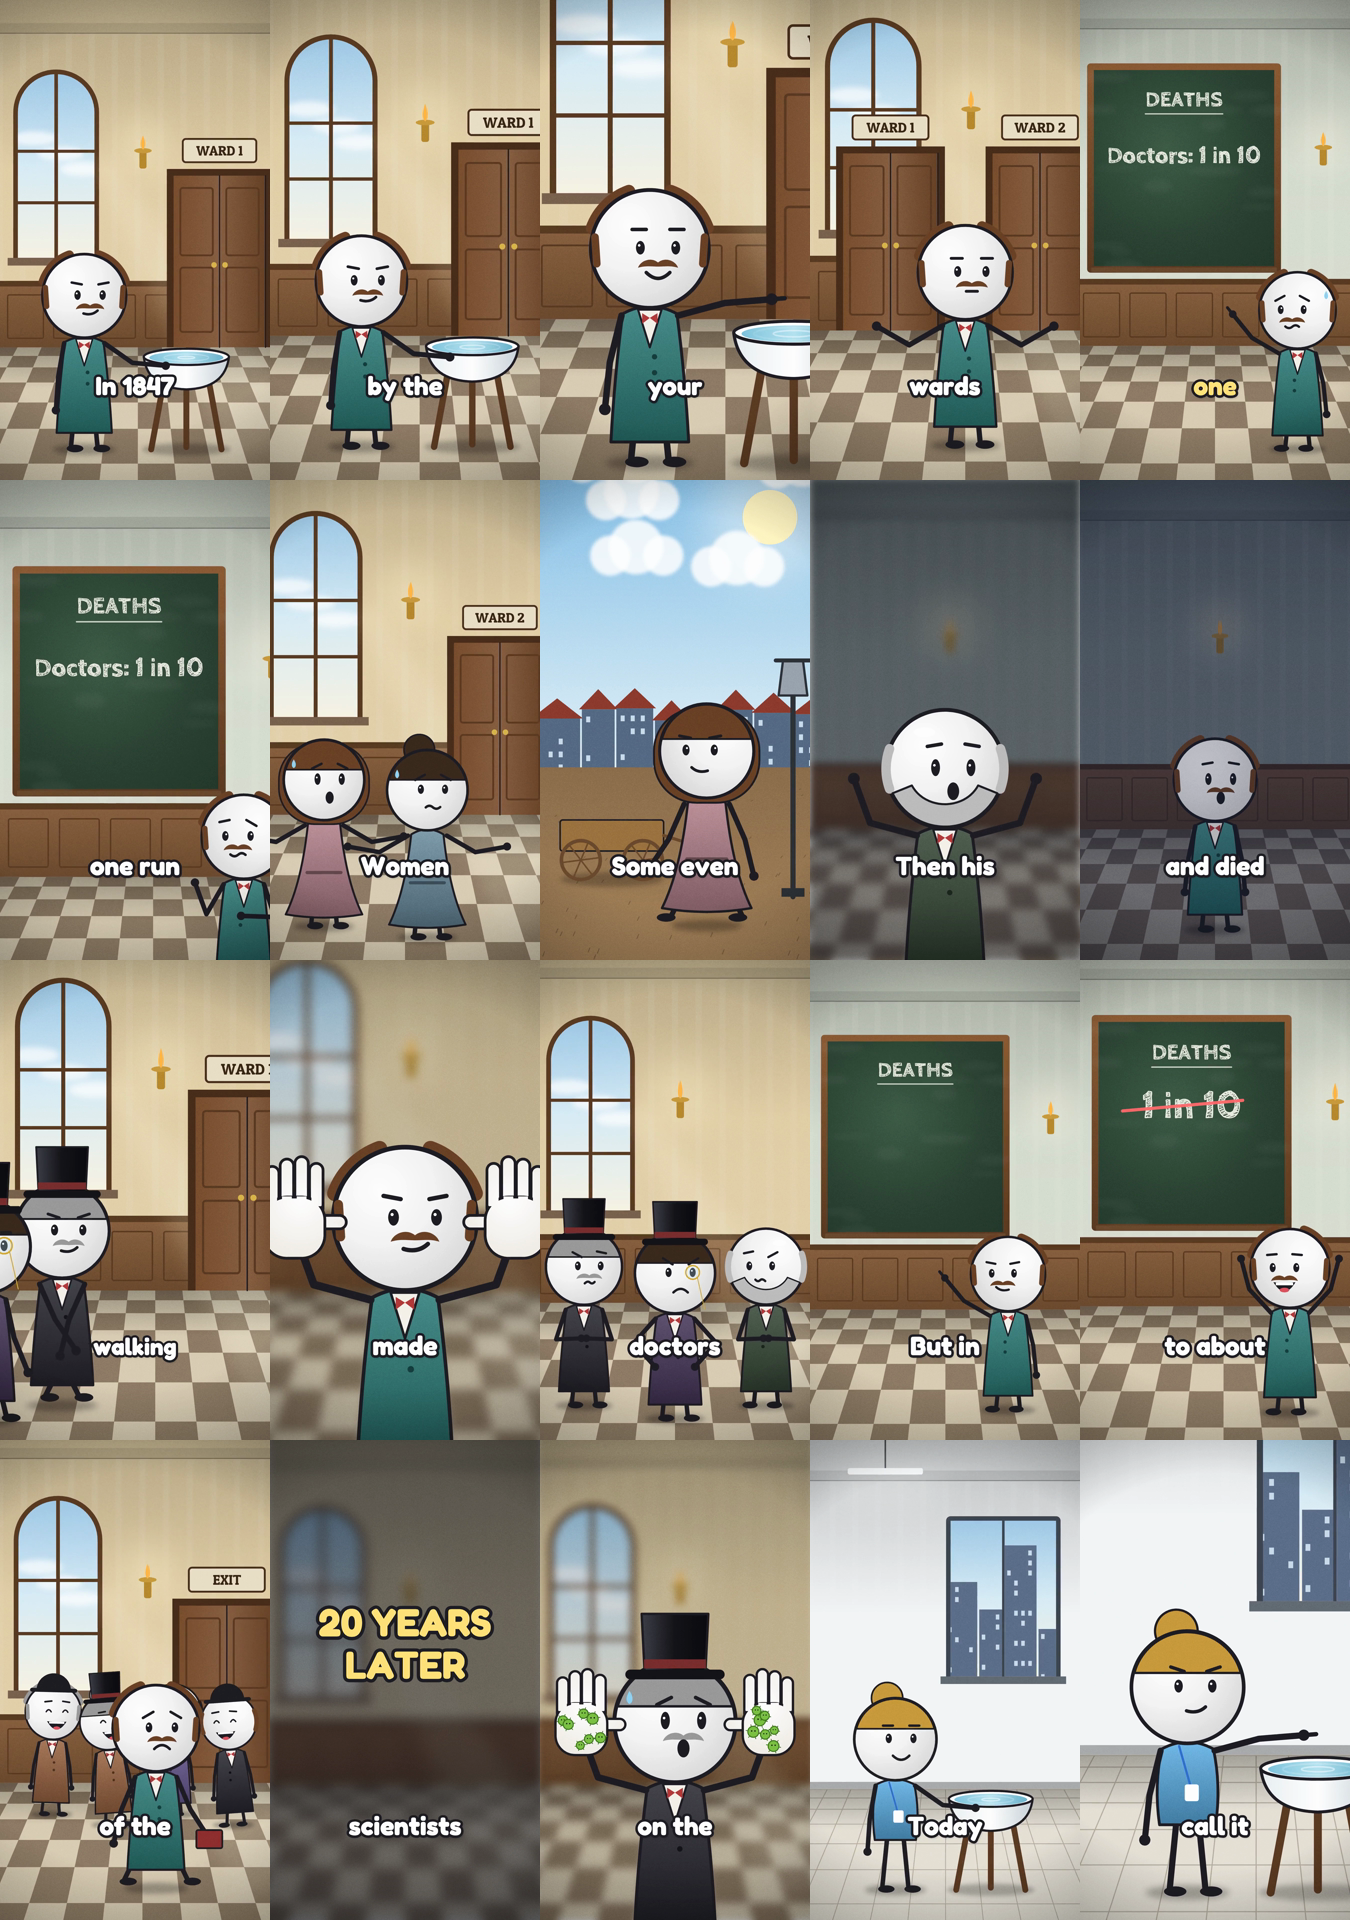 WARD 1
In 1847
WARD 1
by the
your
WARD 1
WARD 2
wards
DEATHS
Doctors: 1 in 10
one
DEATHS
Doctors: 1 in 10
one run
WARD 2
Women
Some even
Then his
and died
WARD
walking
made
doctors
DEATHS
But in
DEATHS
1 in 10
to about
EXIT
of the
20 YEARS
LATER
scientists
on the
Today
call it